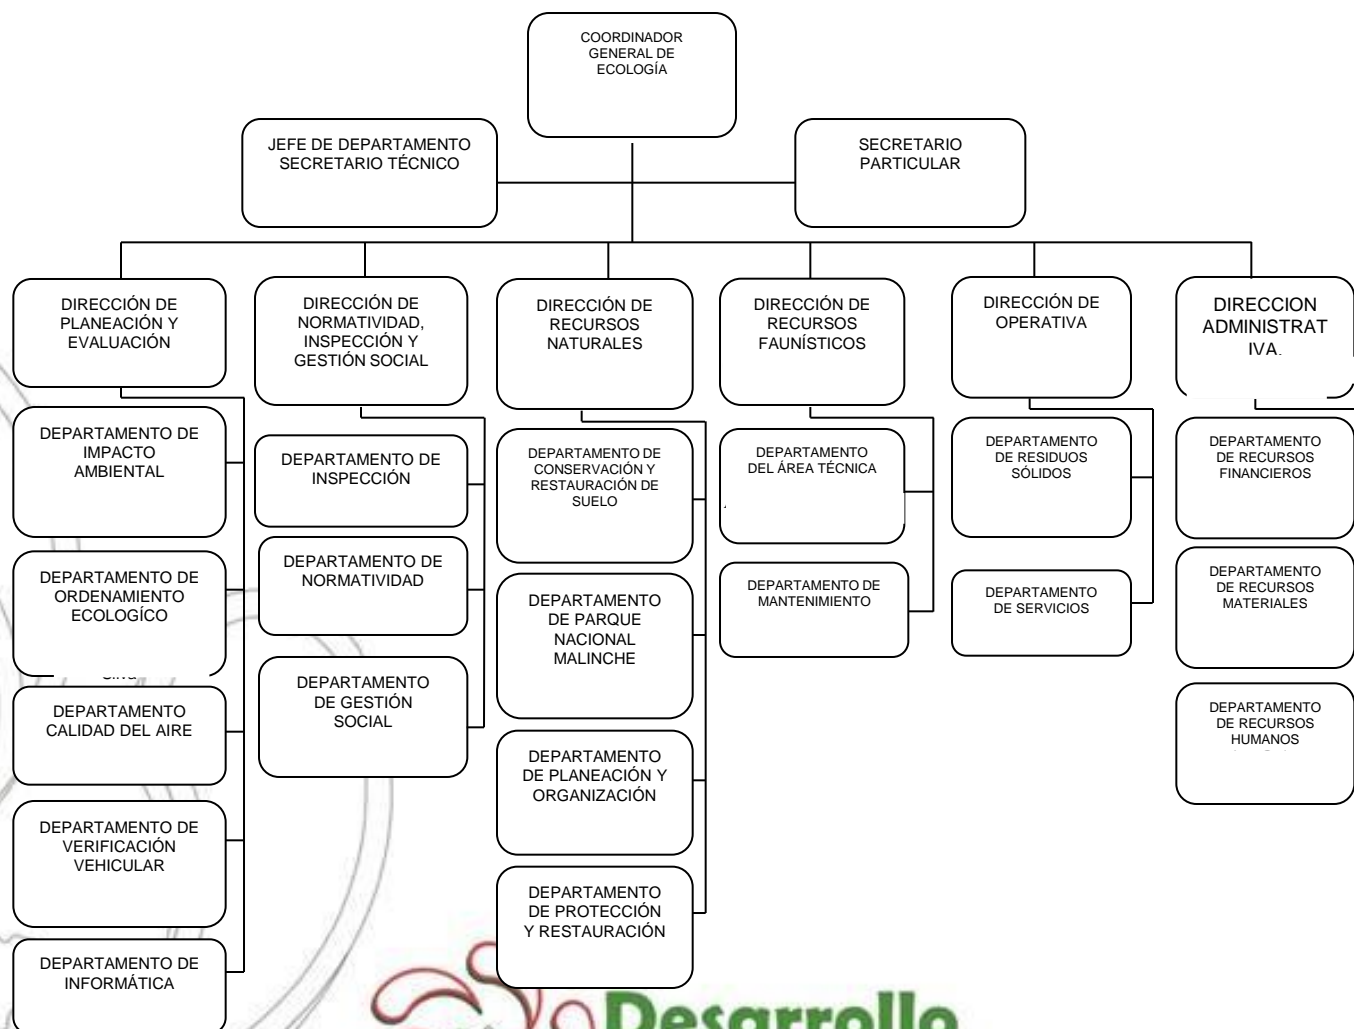 COORDINADOR
GENERAL DE
ECOLOGÍA
JEFE DE DEPARTAMENTO
SECRETARIO TÉCNICO
SECRETARIO
PARTICULAR
DIRECCIÓN DE
PLANEACIÓN Y
EVALUACIÓN
DIRECCIÓN DE
NORMATIVIDAD,
INSPECCIÓN Y
GESTIÓN SOCIAL
DIRECCIÓN DE
RECURSOS
NATURALES
DIRECCIÓN DE
RECURSOS
FAUNÍSTICOS
DIRECCIÓN DE
OPERATIVA
DIRECCION
ADMINISTRAT
IVA.
DEPARTAMENTO DE
IMPACTO
AMBIENTAL
DEPARTAMENTO DE
ORDENAMIENTO
ECOLOGÍCO
DEPARTAMENTO
CALIDAD DEL AIRE
DEPARTAMENTO DE
VERIFICACIÓN
VEHICULAR
DEPARTAMENTO DE
INFORMÁTICA
DEPARTAMENTO DE
INSPECCIÓN
DEPARTAMENTO DE
NORMATIVIDAD
DEPARTAMENTO
DE GESTIÓN
SOCIAL
DEPARTAMENTO DE
CONSERVACIÓN Y
RESTAURACIÓN DE
SUELO
DEPARTAMENTO
DE PARQUE
NACIONAL
MALINCHE
DEPARTAMENTO
DE PLANEACIÓN Y
ORGANIZACIÓN
DEPARTAMENTO
DE PROTECCIÓN
Y RESTAURACIÓN
DEPARTAMENTO
DEL ÁREA TÉCNICA
DEPARTAMENTO DE
MANTENIMIENTO
DEPARTAMENTO
DE RESIDUOS
SÓLIDOS
DEPARTAMENTO
DE SERVICIOS
DEPARTAMENTO
DE RECURSOS
FINANCIEROS
DEPARTAMENTO
DE RECURSOS
MATERIALES
DEPARTAMENTO
DE RECURSOS
HUMANOS
Desarrollo